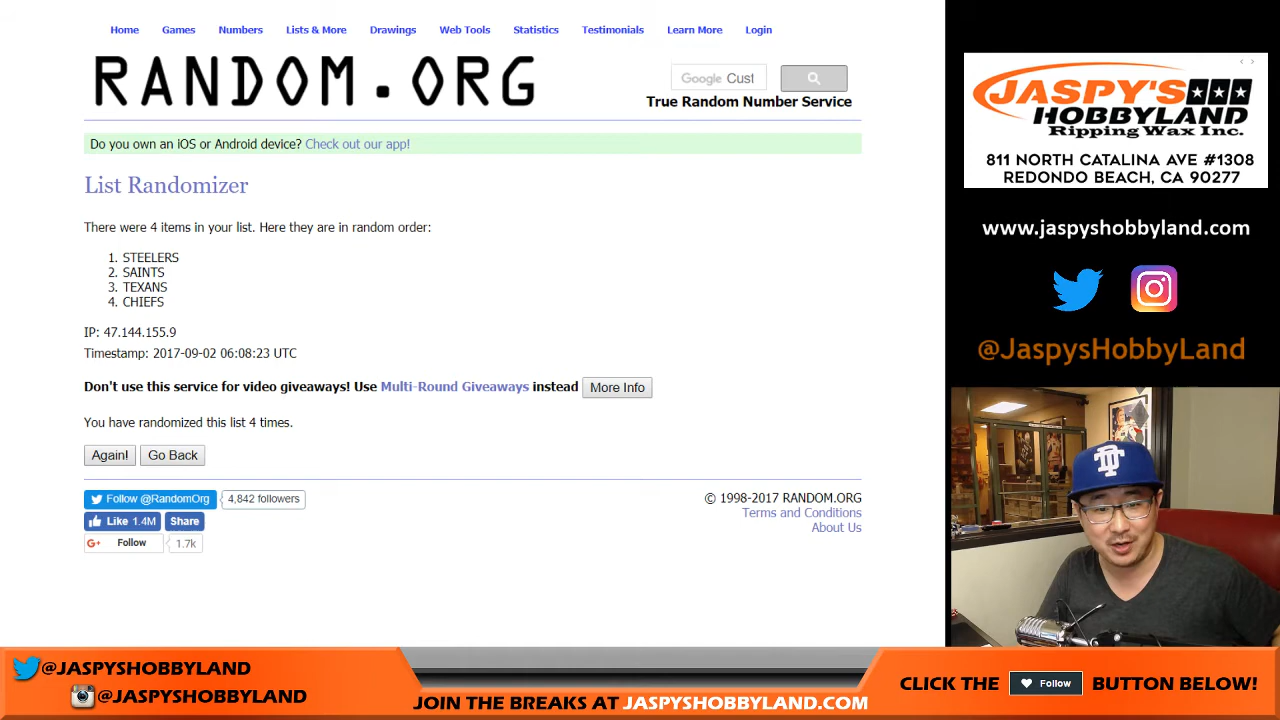 Home Games Numbers Lists & More Drawings Web Tools Statistics Testimonials Learn More Login
RANDOM.ORG
Google Cust
True Random Number Service
Do you own an iOS or Android device? Check out our app!
List Randomizer
There were 4 items in your list. Here they are in random order:
1. STEELERS
2. SAINTS
3. TEXANS
4. CHIEFS
IP: 47.144.155.9
Timestamp: 2017-09-02 06:08:23 UTC
Don't use this service for video giveaways! Use Multi-Round Giveaways instead More Info
You have randomized this list 4 times.
Again! Go Back
Follow @RandomOrg 4,842 followers
Like 1.4M Share
G+ Follow 1.7k
© 1998-2017 RANDOM.ORG
Terms and Conditions
About Us
JASPY'S
HOBBYLAND
Ripping Wax Inc.
811 NORTH CATALINA AVE #1308
REDONDO BEACH, CA 90277
www.jaspyshobbyland.com
@JaspysHobbyLand
@JASPYSHOBBYLAND
@JASPYSHOBBYLAND
JOIN THE BREAKS AT JASPYSHOBBYLAND.COM
CLICK THE Follow BUTTON BELOW!